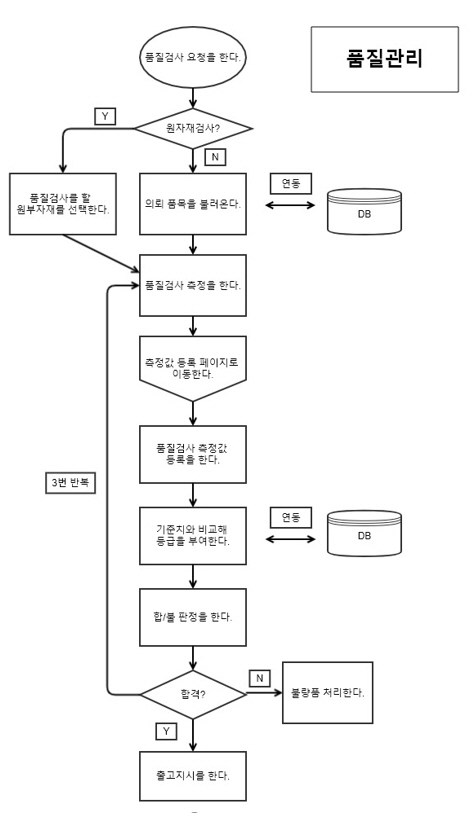 품질관리
품질검사 요청을 한다.
Y
원자재검사?
N
품질검사를 할
원부자재를 선택한다.
의뢰 품목을 불러온다.
연동
DB
품질검사 측정을 한다.
측정값 등록 페이지로
이동한다.
품질검사 측정값
등록을 한다.
3번 반복
기준치와 비교해
등급을 부여한다.
연동
DB
합/불 판정을 한다.
합격?
N
불량품 처리한다.
Y
출고지시를 한다.